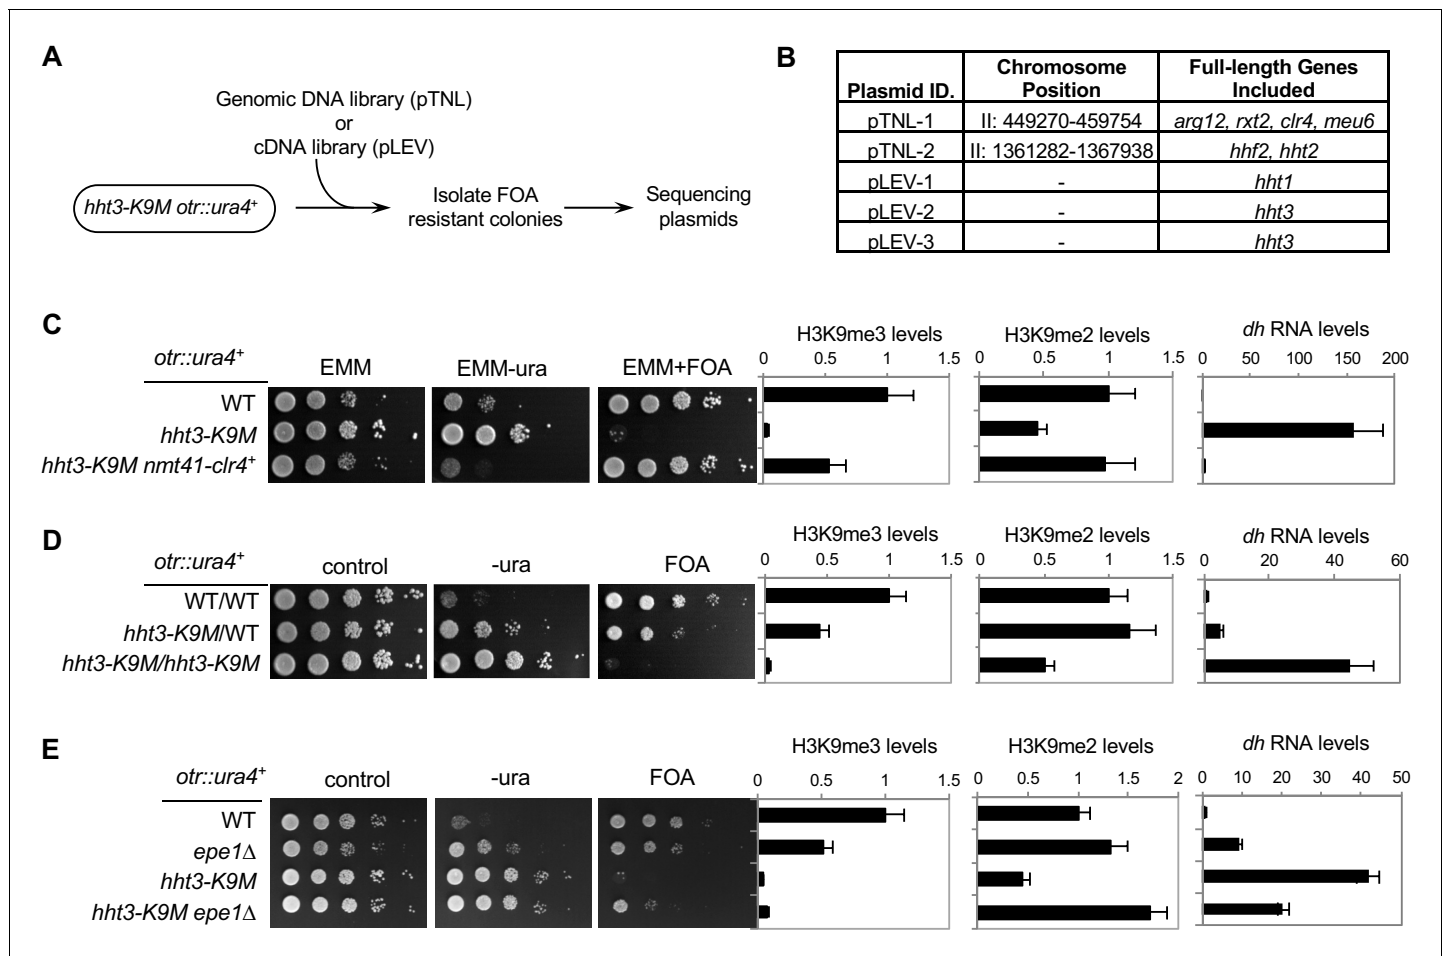 A
Genomic DNA library (pTNL)
or
cDNA library (pLEV)
hht3-K9M otr::ura4+
Isolate FOA
resistant colonies
Sequencing
plasmids
B
Plasmid ID.
Chromosome
Position
Full-length Genes
Included
pTNL-1 II: 449270-459754 arg12, rxt2, clr4, meu6
pTNL-2 II: 1361282-1367938 hhf2, hht2
pLEV-1 - hht1
pLEV-2 - hht3
pLEV-3 - hht3
C
otr::ura4+
EMM EMM-ura EMM+FOA
H3K9me3 levels
0 0.5 1 1.5
H3K9me2 levels
0 0.5 1 1.5
dh RNA levels
0 50 100 150 200
WT
hht3-K9M
hht3-K9M nmt41-clr4+
D
otr::ura4+
control -ura FOA
H3K9me3 levels
0 0.5 1 1.5
H3K9me2 levels
0 0.5 1 1.5
dh RNA levels
0 20 40 60
WT/WT
hht3-K9M/WT
hht3-K9M/hht3-K9M
E
otr::ura4+
control -ura FOA
H3K9me3 levels
0 0.5 1 1.5
H3K9me2 levels
0 0.5 1 1.5 2
dh RNA levels
0 10 20 30 40 50
WT
epe1Δ
hht3-K9M
hht3-K9M epe1Δ